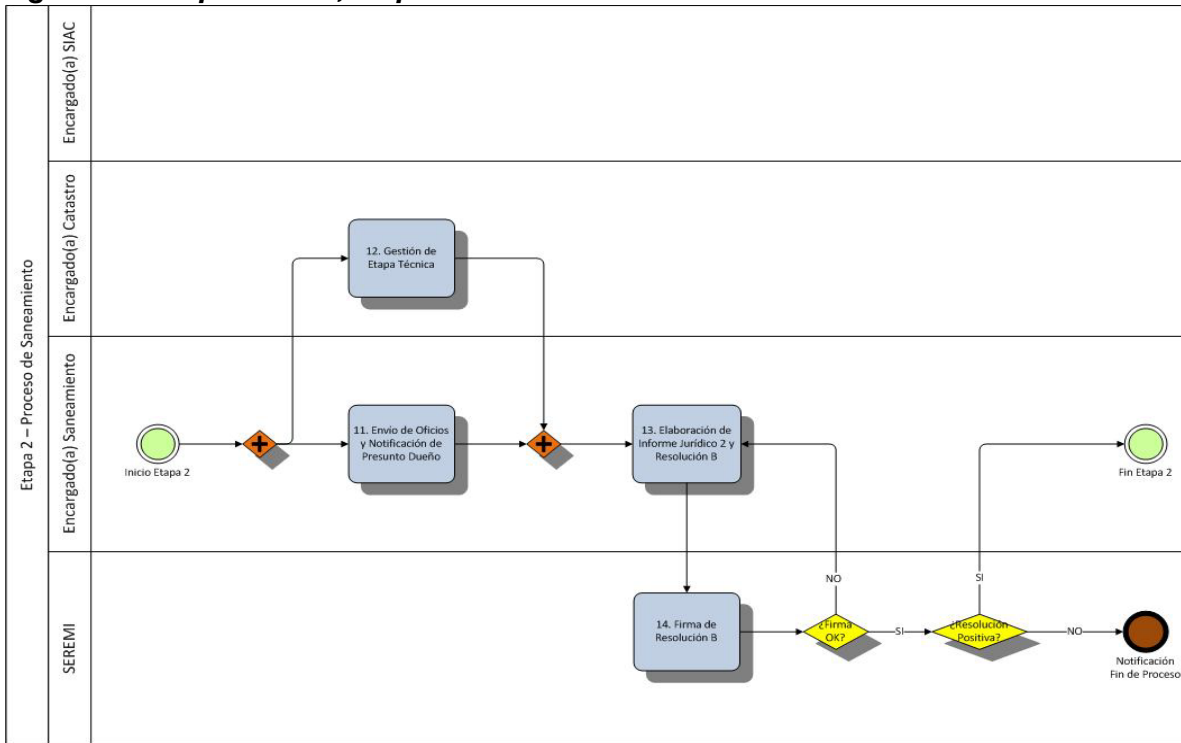 Etapa 2 – Proceso de Saneamiento
Encargado(a) SIAC
Encargado(a) Catastro
12. Gestión de
Etapa Técnica
Encargado(a) Saneamiento
Inicio Etapa 2
11. Envío de Oficios
y Notificación de
Presunto Dueño
13. Elaboración de
Informe Jurídico 2 y
Resolución B
Fin Etapa 2
SEREMI
14. Firma de
Resolución B
¿Firma
OK?
NO
SI
¿Resolución
Positiva?
SI
NO
Notificación
Fin de Proceso